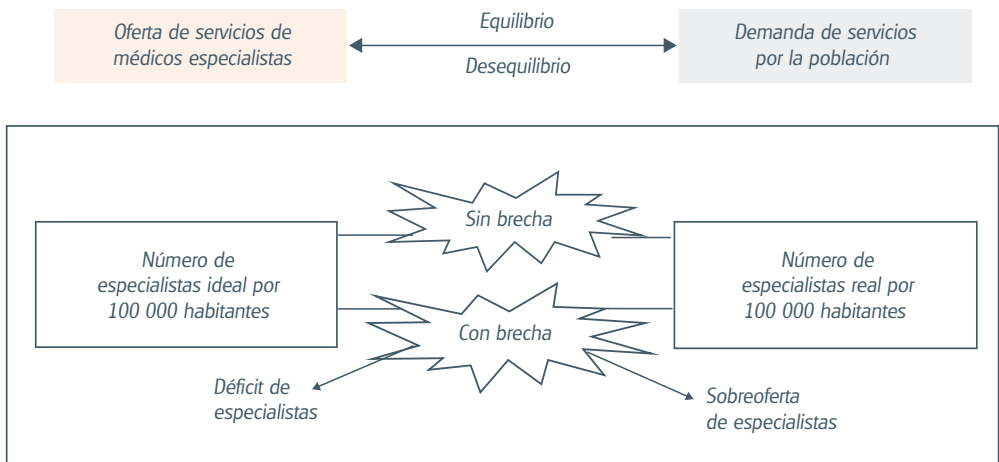 Oferta de servicios de
médicos especialistas
Equilibrio
Desequilibrio
Demanda de servicios
por la población
Sin brecha
Número de
especialistas ideal por
100 000 habitantes
Número de
especialistas real por
100 000 habitantes
Con brecha
Déficit de
especialistas
Sobreoferta
de especialistas